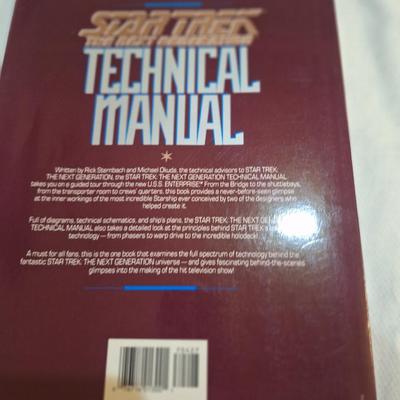 STAR TREK
THE NEXT GENERATION
TECHNICAL
MANUAL
Written by Rick Sternbach and Michael Okuda, the technical advisors to STAR TREK:
THE NEXT GENERATION, the STAR TREK: THE NEXT GENERATION TECHNICAL MANUAL
takes you on a guided tour through the new U.S.S. ENTERPRISE.™ From the Bridge to the shuttlebays,
from the transporter room to crews' quarters, this book provides a never-before-seen glimpse
at the inner workings of the most incredible Starship ever conceived by two of the designers who
helped create it.
Full of diagrams, technical schematics, and ship's plans, the STAR TREK: THE NEXT
TECHNICAL MANUAL also takes a detailed look at the principles behind STAR TREK's
technology — from phasers to warp drive to the incredible holodeck!
A must for all fans, this is the one book that examines the full spectrum of technology behind the
fantastic STAR TREK: THE NEXT GENERATION universe — and gives fascinating behind-the-scenes
glimpses into the making of the hit television show!